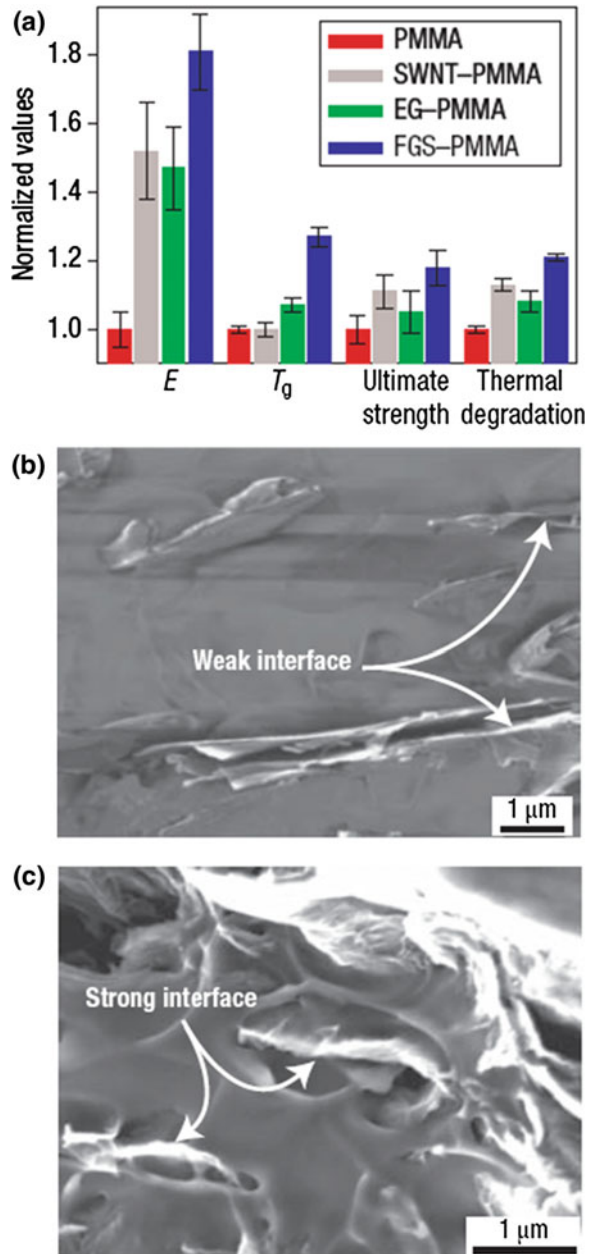 (a)
1.8
1.6
1.4
1.2
1.0
Normalized values
PMMA
SWNT–PMMA
EG–PMMA
FGS–PMMA
E
Tg
Ultimate
strength
Thermal
degradation
(b)
Weak interface
1 μm
(c)
Strong interface
1 μm